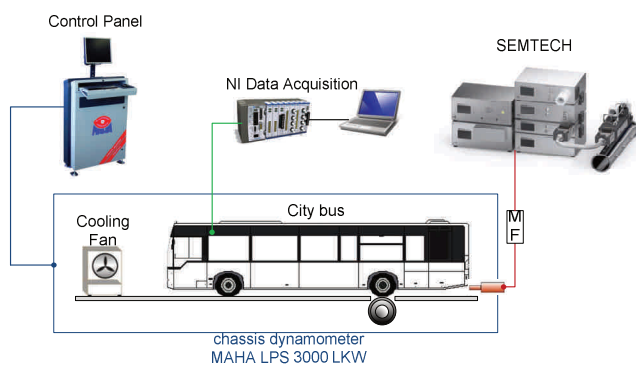 Control Panel
SEMTECH
NI Data Acquisition
M
F
Cooling
Fan
City bus
chassis dynamometer
MAHA LPS 3000 LKW